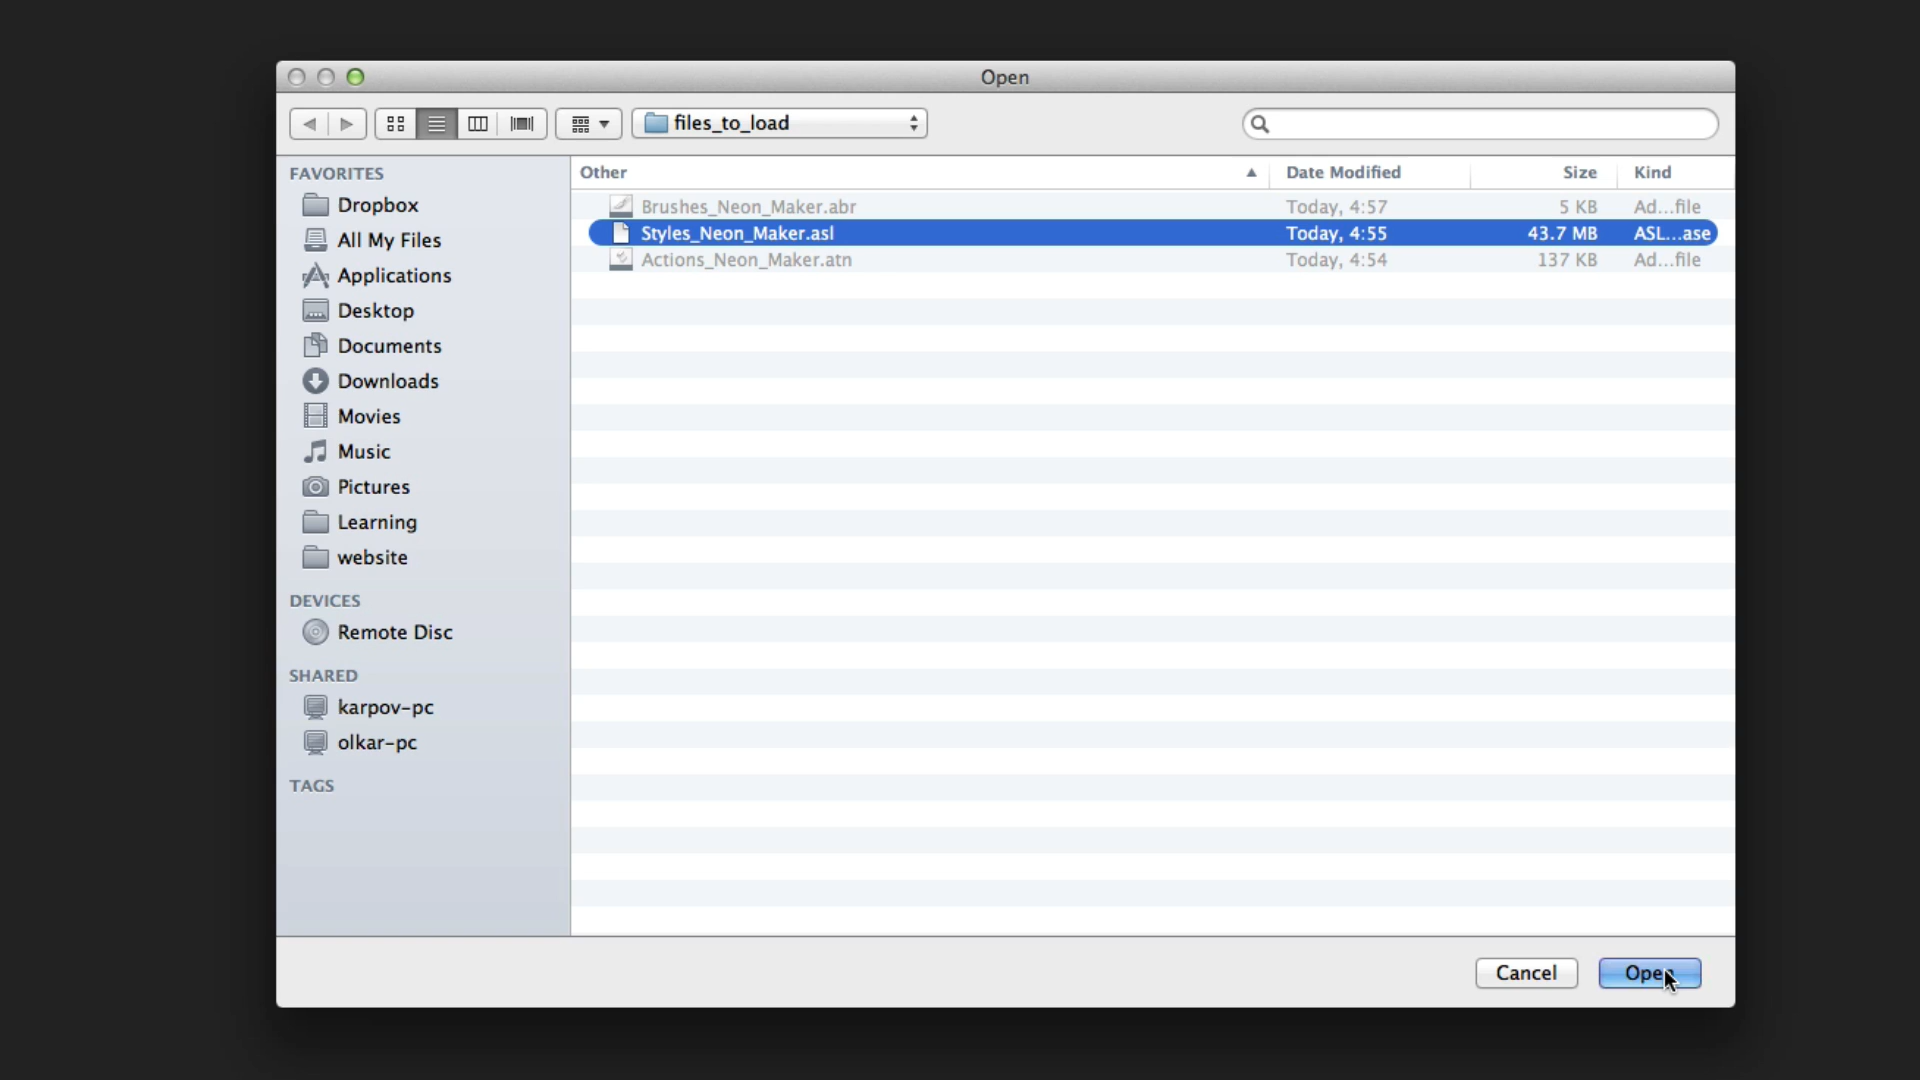 Open
files_to_load
FAVORITES
Dropbox
All My Files
Applications
Desktop
Documents
Downloads
Movies
Music
Pictures
Learning
website
DEVICES
Remote Disc
SHARED
karpov-pc
olkar-pc
TAGS
Other Date Modified Size Kind
Brushes_Neon_Maker.abr Today, 4:57 5 KB Ad...file
Styles_Neon_Maker.asl Today, 4:55 43.7 MB ASL...ase
Actions_Neon_Maker.atn Today, 4:54 137 KB Ad...file
Cancel Open